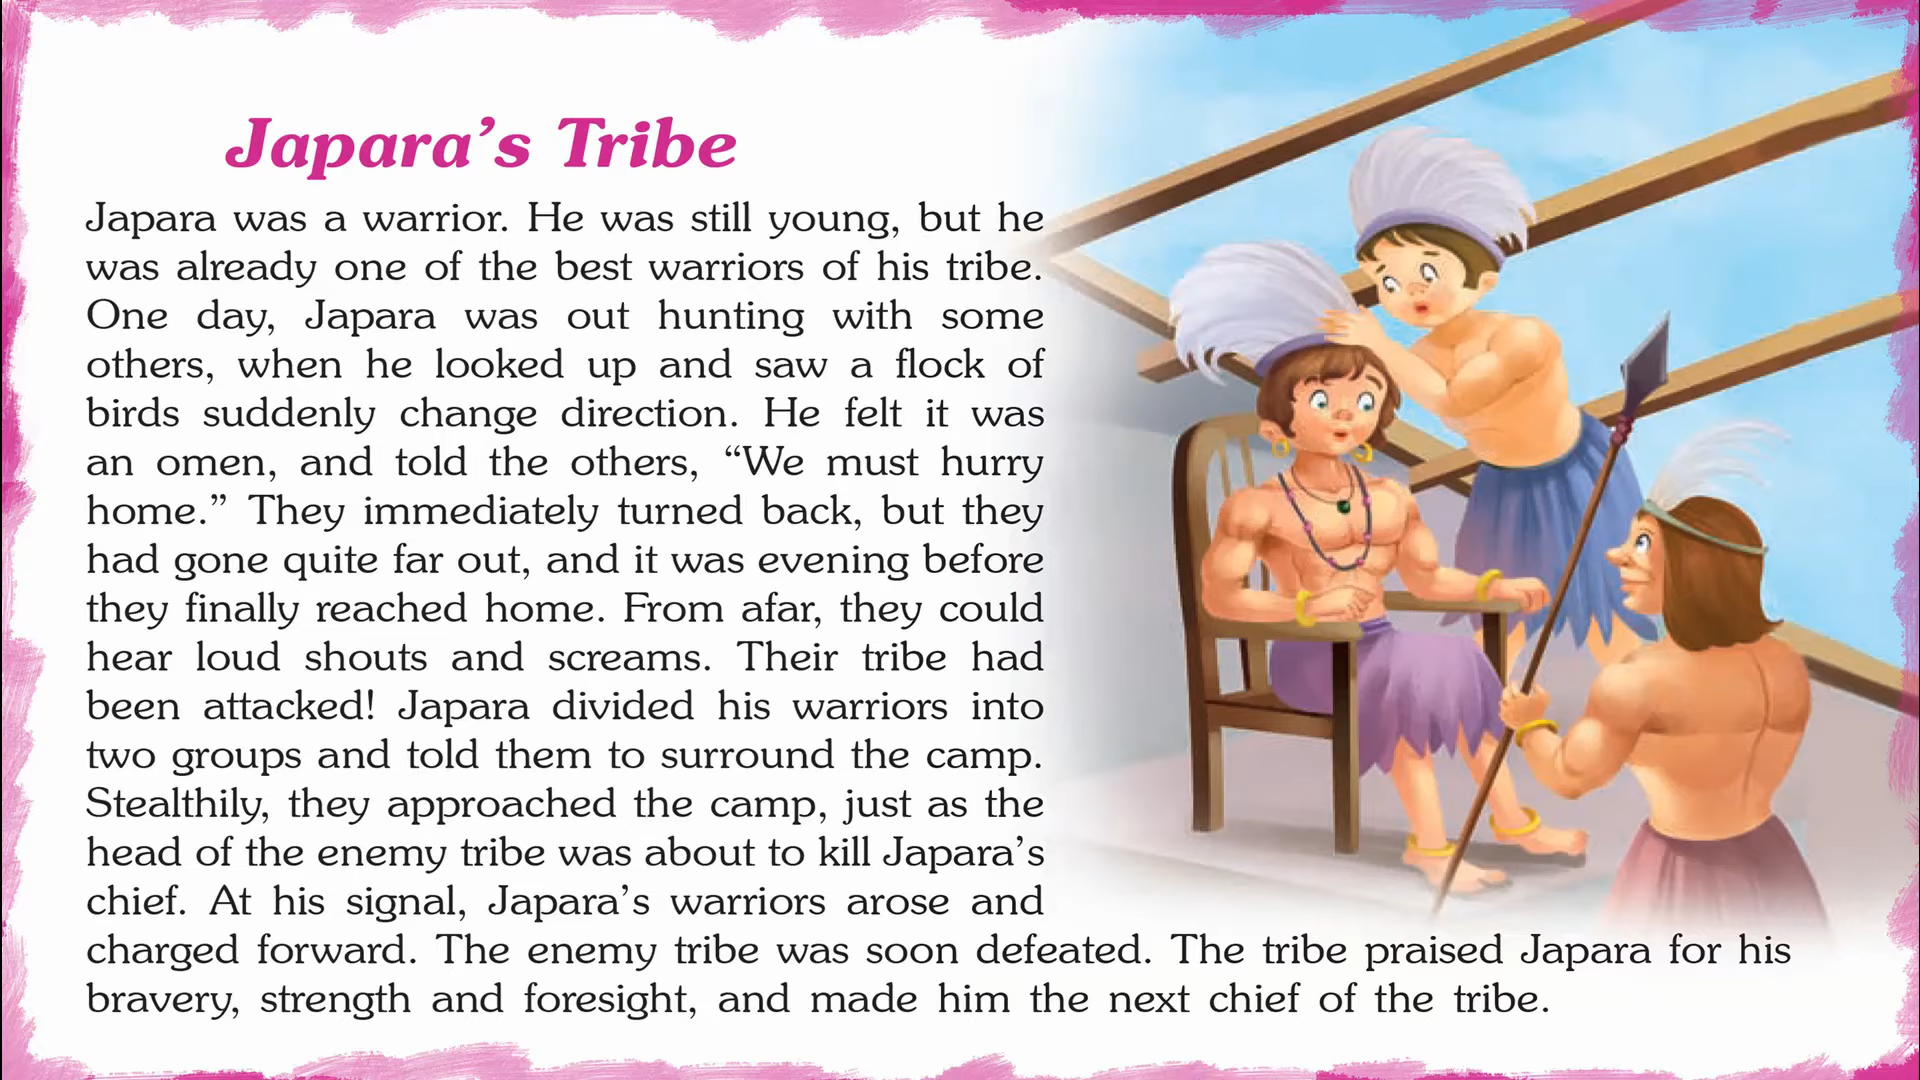 Japara’s Tribe
Japara was a warrior. He was still young, but he
was already one of the best warriors of his tribe.
One day, Japara was out hunting with some
others, when he looked up and saw a flock of
birds suddenly change direction. He felt it was
an omen, and told the others, “We must hurry
home.” They immediately turned back, but they
had gone quite far out, and it was evening before
they finally reached home. From afar, they could
hear loud shouts and screams. Their tribe had
been attacked! Japara divided his warriors into
two groups and told them to surround the camp.
Stealthily, they approached the camp, just as the
head of the enemy tribe was about to kill Japara’s
chief. At his signal, Japara’s warriors arose and
charged forward. The enemy tribe was soon defeated. The tribe praised Japara for his
bravery, strength and foresight, and made him the next chief of the tribe.